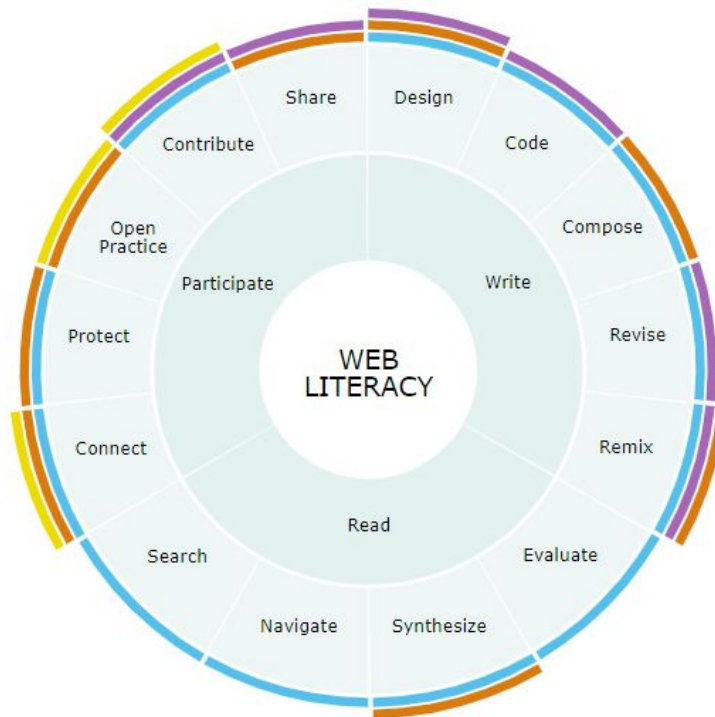 Share
Design
Contribute
Code
Open
Practice
Compose
Participate
Write
Protect
Revise
WEB
LITERACY
Connect
Remix
Read
Search
Evaluate
Navigate
Synthesize